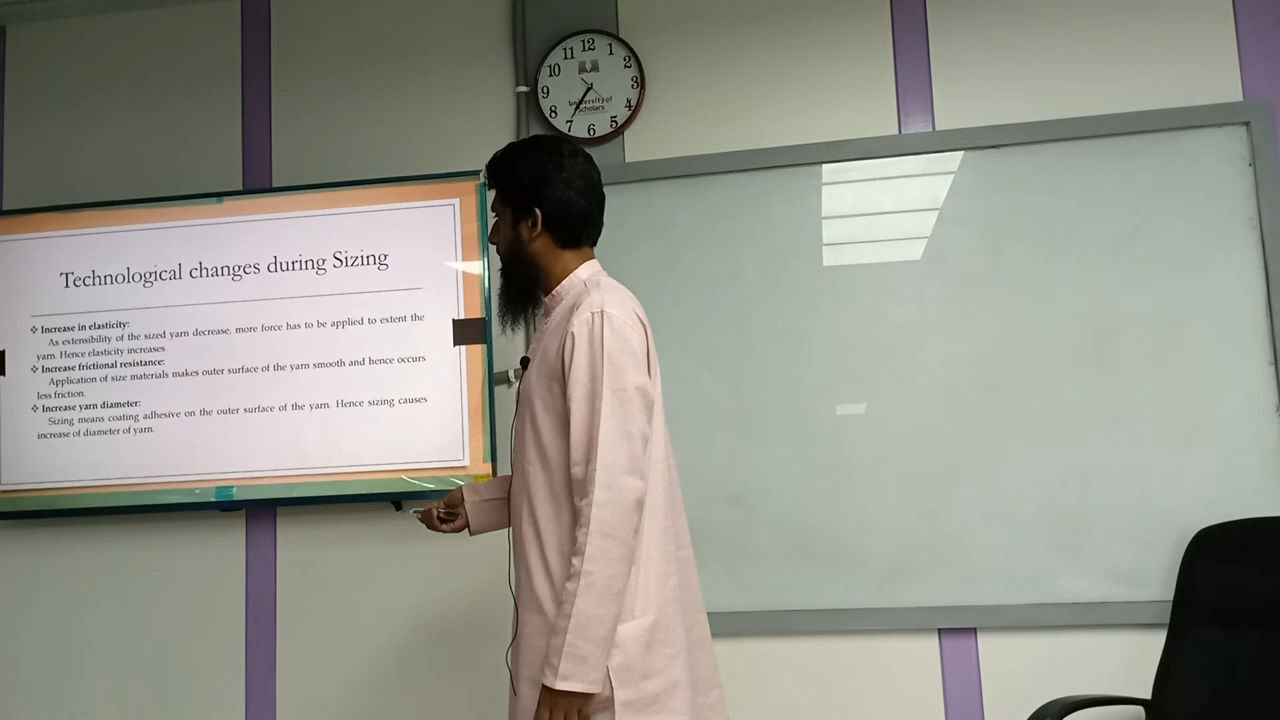 12
11 1
10 2
9 3
8 4
7 5
6
University of
Scholars
Technological changes during Sizing
❖ Increase in elasticity:
As extensibility of the sized yarn decrease, more force has to be applied to extent the
yarn. Hence elasticity increases.
❖ Increase frictional resistance:
Application of size materials makes outer surface of the yarn smooth and hence occurs
less friction.
❖ Increase yarn diameter:
Sizing means coating adhesive on the outer surface of the yarn. Hence sizing causes
increase of diameter of yarn.